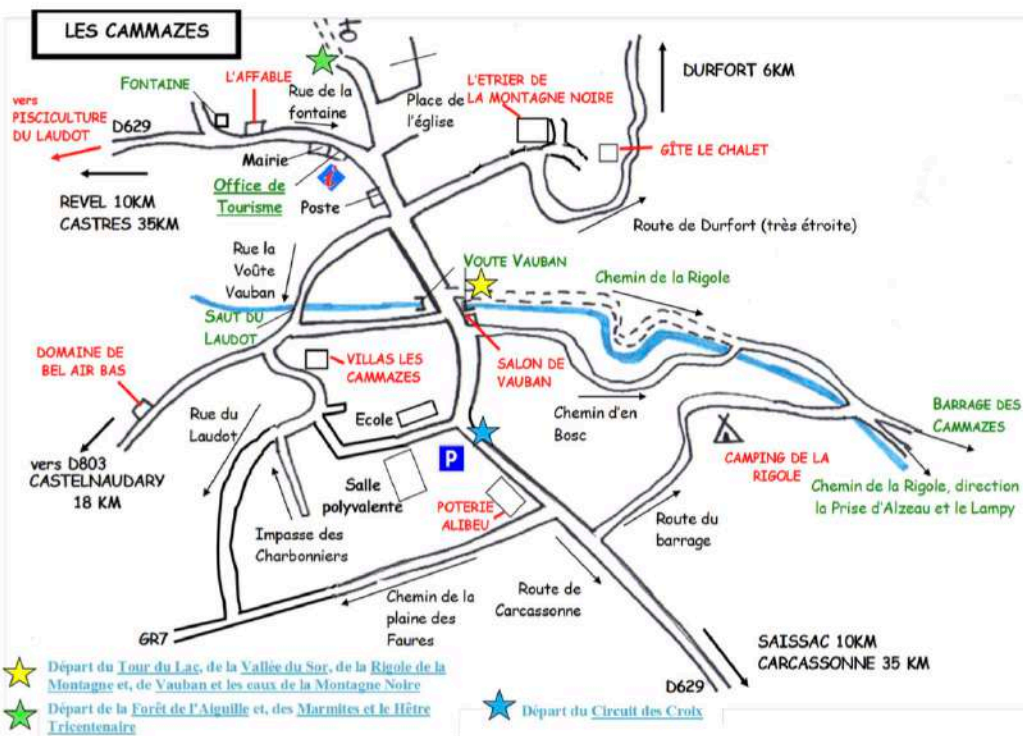 LES CAMMAZES
FONTAINE
L'AFFABLE
Rue de la
fontaine
Place de
l'église
L'ETRIER DE
LA MONTAGNE NOIRE
DURFORT 6KM
vers
PISCICULTURE
DU LAUDOT
D629
GÎTE LE CHALET
Mairie
Office de
Tourisme
i
Poste
REVEL 10KM
CASTRES 35KM
Route de Durfort (très étroite)
Rue la
Voûte
Vauban
VOUTE VAUBAN
Chemin de la Rigole
SAUT DU
LAUDOT
DOMAINE DE
BEL AIR BAS
VILLAS LES
CAMMAZES
SALON DE
VAUBAN
Rue du
Laudot
Ecole
Chemin d'en
Bosc
BARRAGE DES
CAMMAZES
P
vers D803
CASTELNAUDARY
18 KM
CAMPING DE LA
RIGOLE
Salle
polyvalente
POTERIE
ALIBEU
Chemin de la Rigole, direction
la Prise d'Alzeau et le Lampy
Impasse des
Charbonniers
Route du
barrage
Chemin de la
plaine des
Faures
Route de
Carcassonne
GR7
SAISSAC 10KM
CARCASSONNE 35 KM
D629
Départ du Tour du Lac, de la Vallée du Sor, de la Rigole de la
Montagne et, de Vauban et les eaux de la Montagne Noire
Départ de la Forêt de l'Aiguille et, des Marmites et le Hêtre
Tricentenaire
Départ du Circuit des Croix